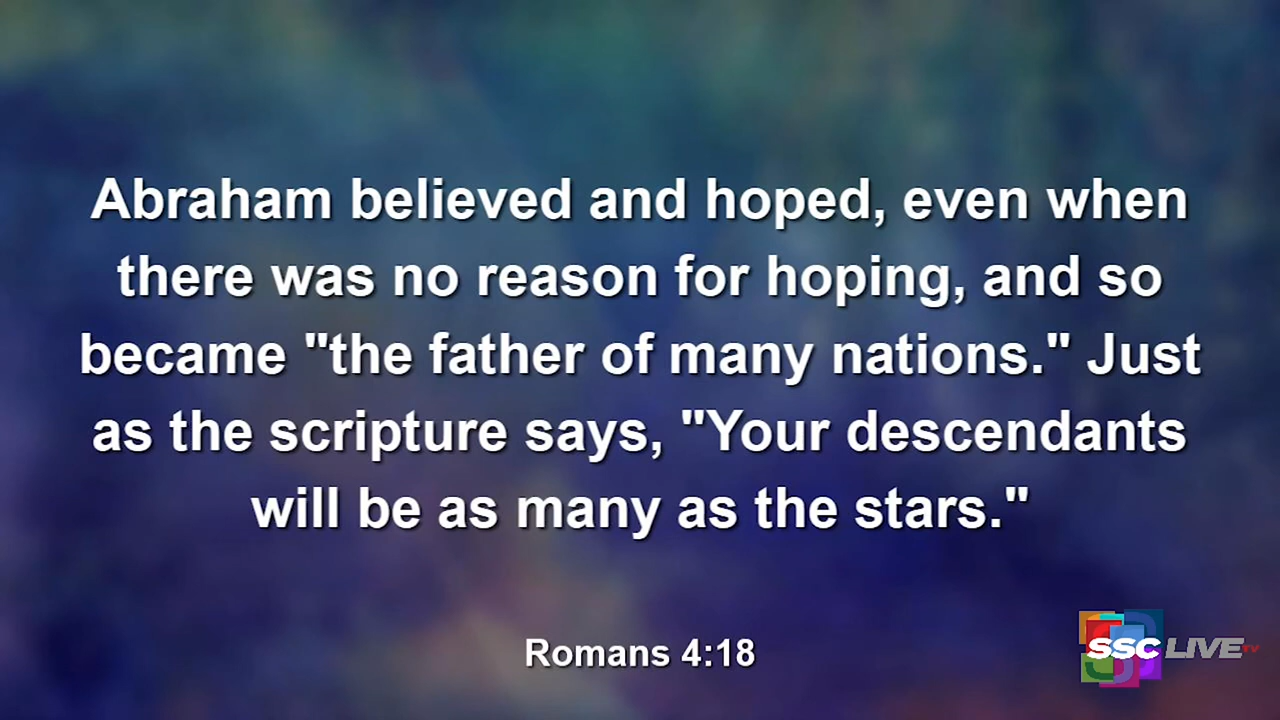 Abraham believed and hoped, even when
there was no reason for hoping, and so
became "the father of many nations." Just
as the scripture says, "Your descendants
will be as many as the stars."
Romans 4:18
SSC LIVE TV